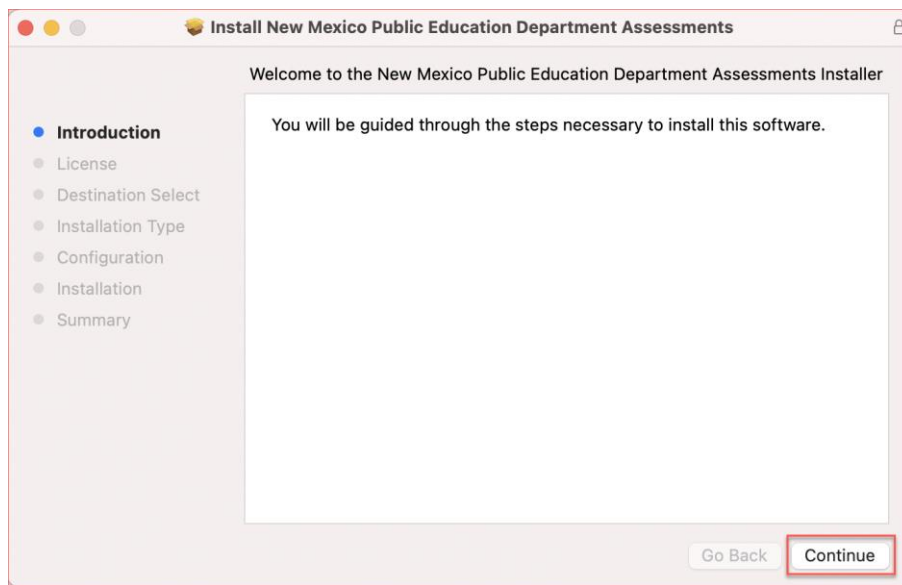 Install New Mexico Public Education Department Assessments
Welcome to the New Mexico Public Education Department Assessments Installer
Introduction
License
Destination Select
Installation Type
Configuration
Installation
Summary
You will be guided through the steps necessary to install this software.
Go Back
Continue